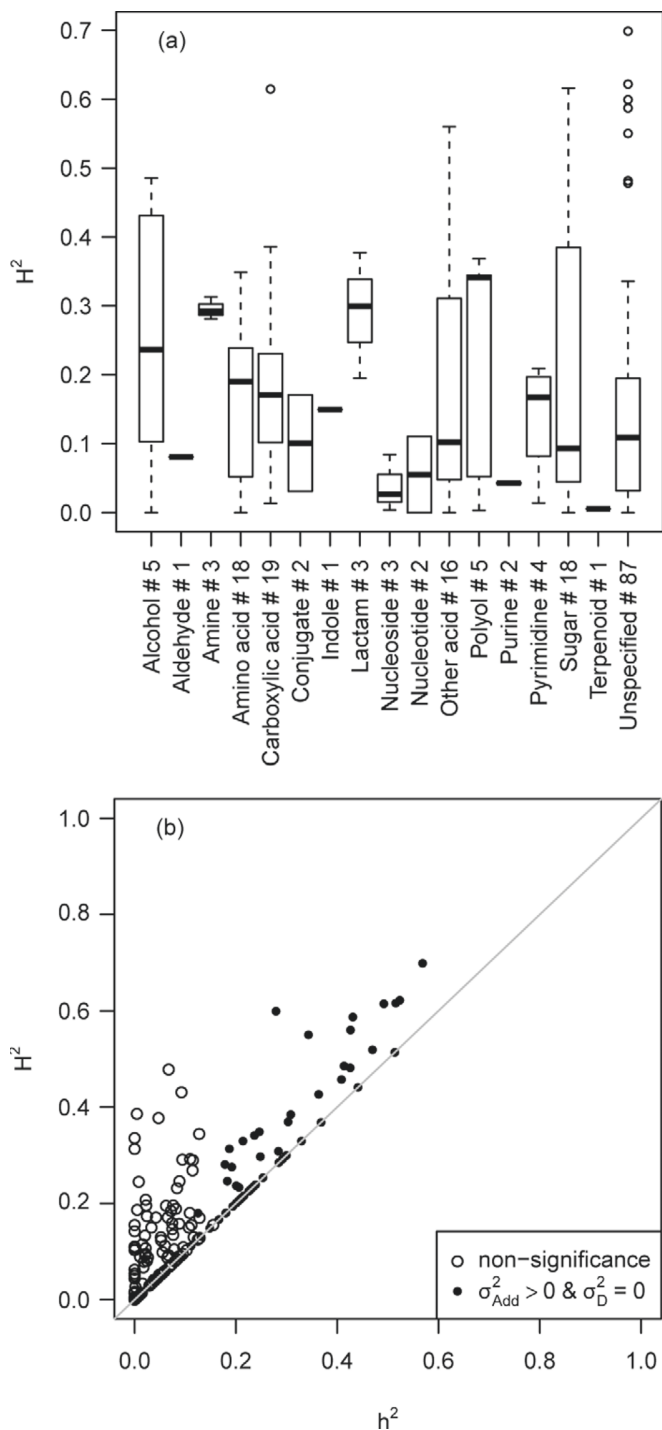 (a)
H²
0.7
0.6
0.5
0.4
0.3
0.2
0.1
0.0
Alcohol # 5
Aldehyde # 1
Amine # 3
Amino acid # 18
Carboxylic acid # 19
Conjugate # 2
Indole # 1
Lactam # 3
Nucleoside # 3
Nucleotide # 2
Other acid # 16
Polyol # 5
Purine # 2
Pyrimidine # 4
Sugar # 18
Terpenoid # 1
Unspecified # 87
(b)
H²
1.0
0.8
0.6
0.4
0.2
0.0
non−significance
σ²Add > 0 & σ²D = 0
0.0 0.2 0.4 0.6 0.8 1.0
h²